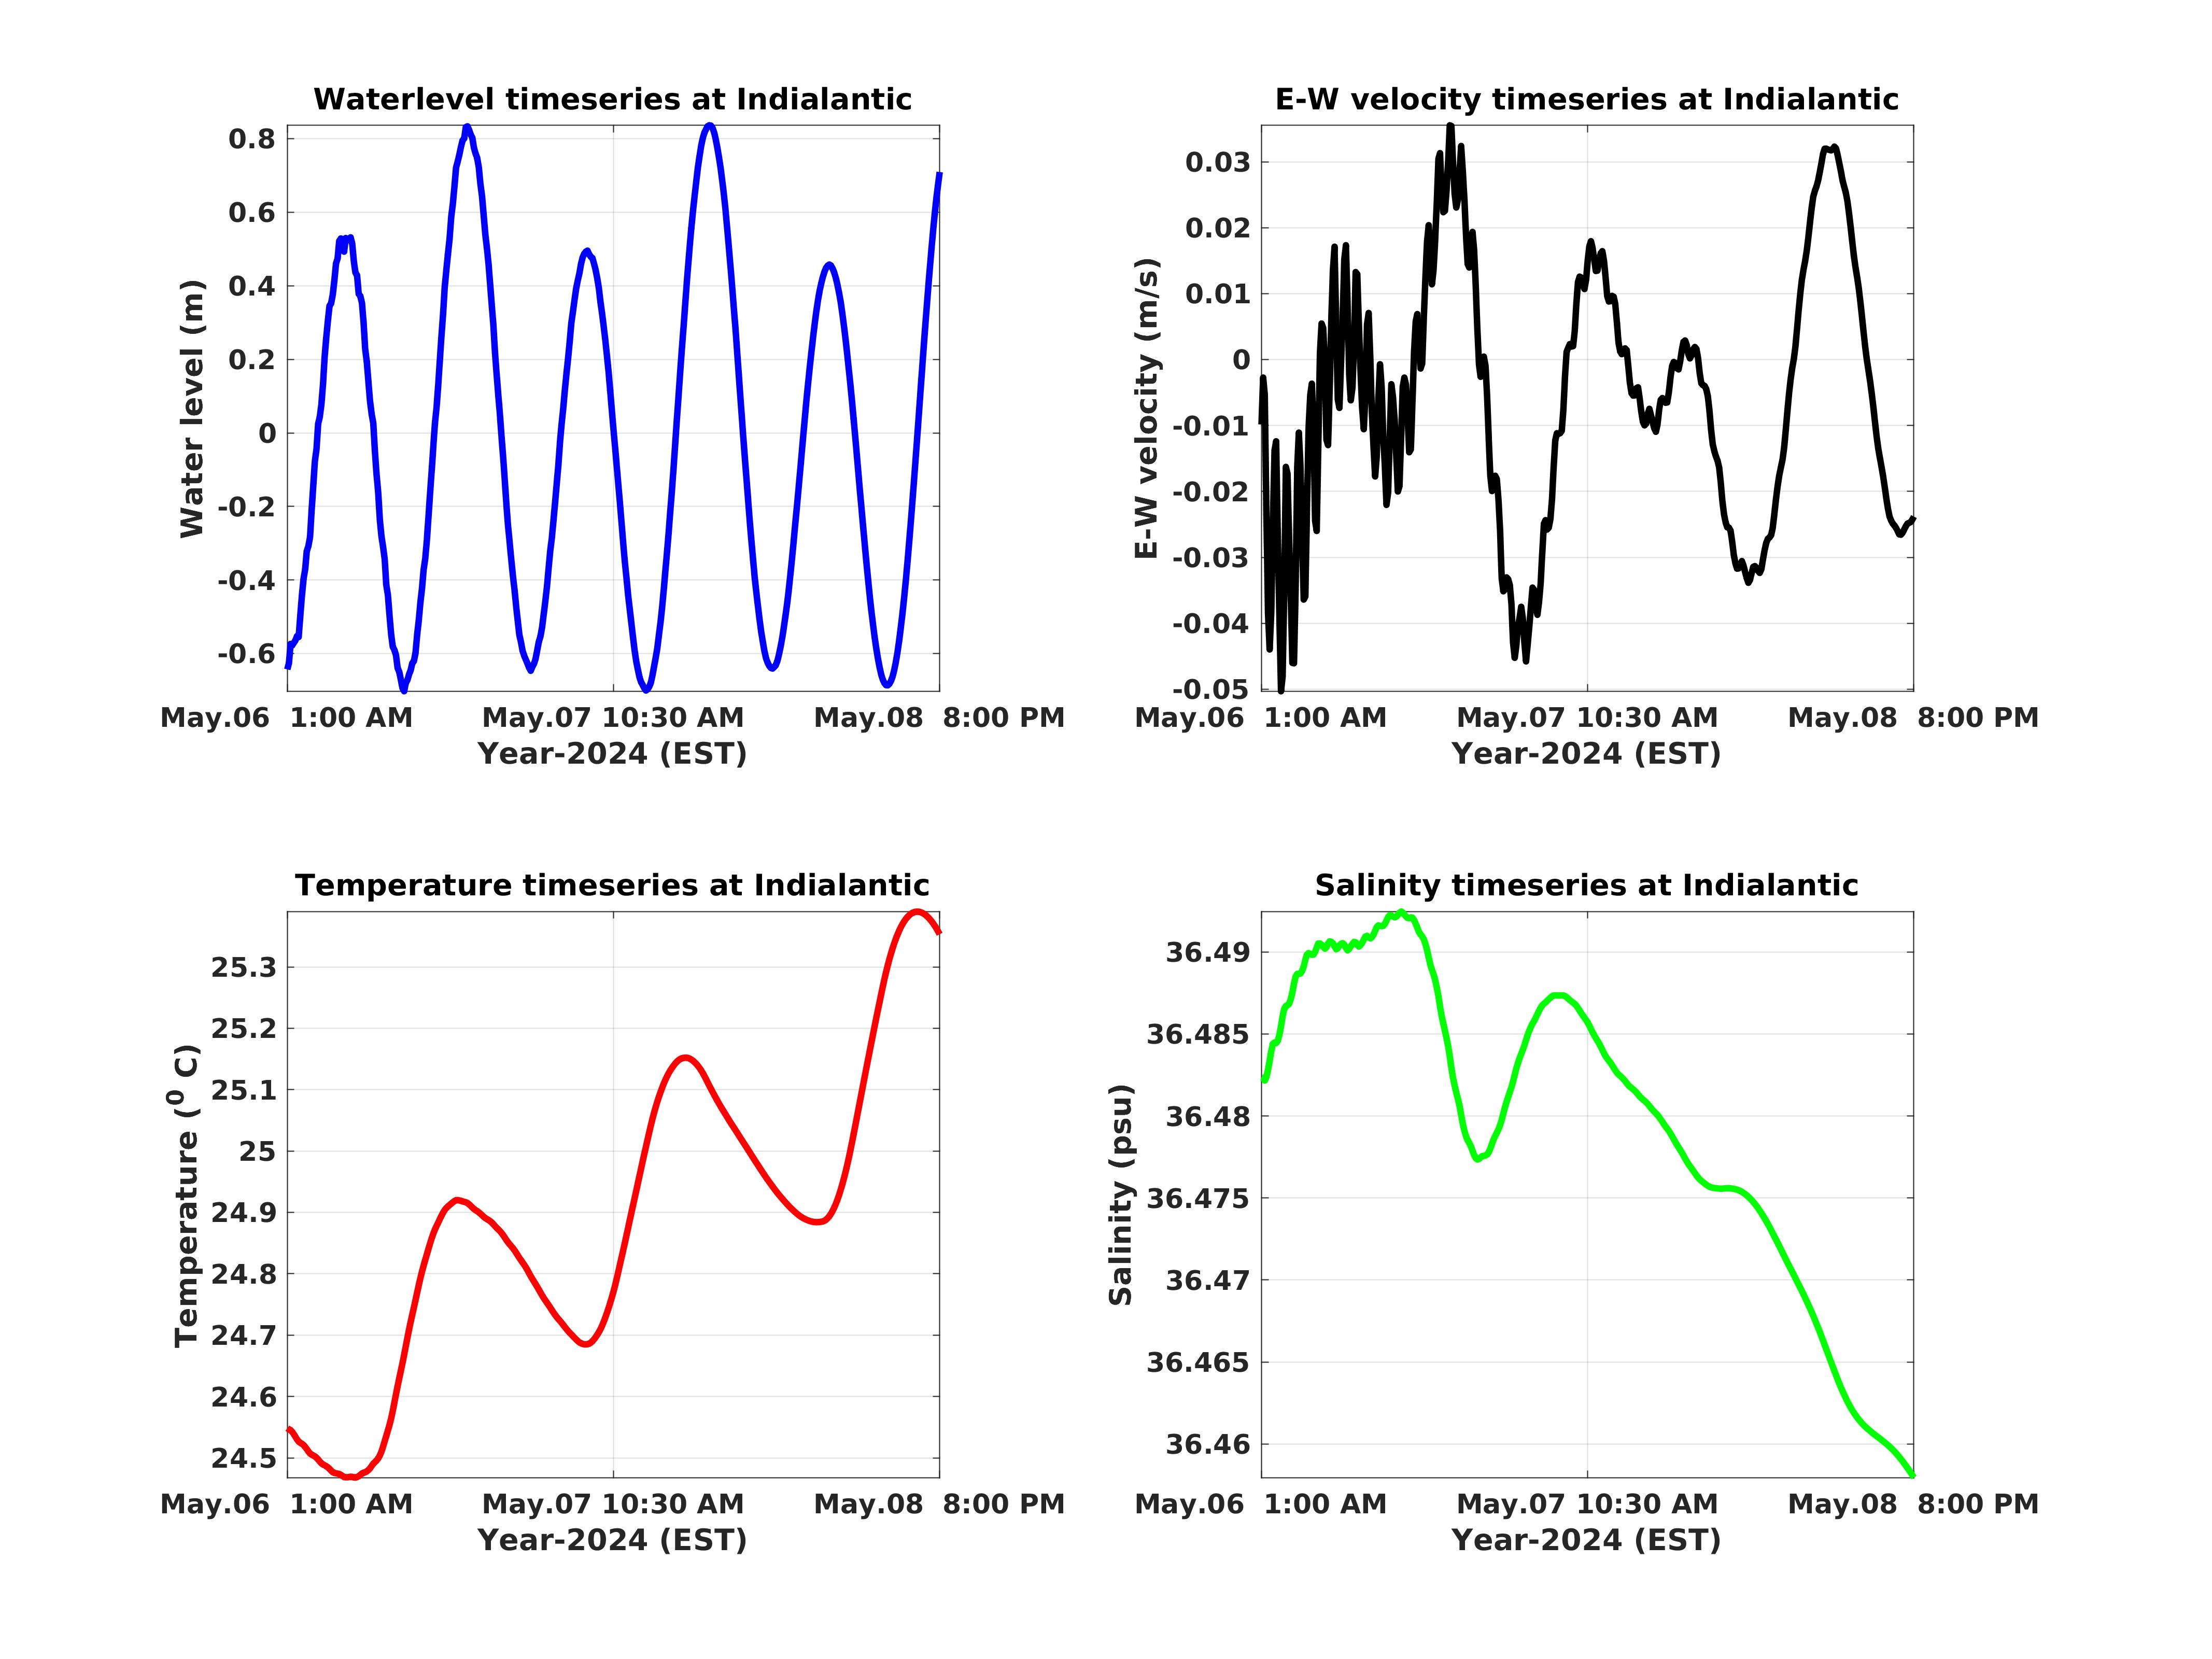 Waterlevel timeseries at Indialantic
0.8
0.6
0.4
0.2
0
-0.2
-0.4
-0.6
Water level (m)
May.06 1:00 AM May.07 10:30 AM May.08 8:00 PM
Year-2024 (EST)
E-W velocity timeseries at Indialantic
0.03
0.02
0.01
0
-0.01
-0.02
-0.03
-0.04
-0.05
E-W velocity (m/s)
May.06 1:00 AM May.07 10:30 AM May.08 8:00 PM
Year-2024 (EST)
Temperature timeseries at Indialantic
25.3
25.2
25.1
25
24.9
24.8
24.7
24.6
24.5
Temperature (⁰ C)
May.06 1:00 AM May.07 10:30 AM May.08 8:00 PM
Year-2024 (EST)
Salinity timeseries at Indialantic
36.49
36.485
36.48
36.475
36.47
36.465
36.46
Salinity (psu)
May.06 1:00 AM May.07 10:30 AM May.08 8:00 PM
Year-2024 (EST)